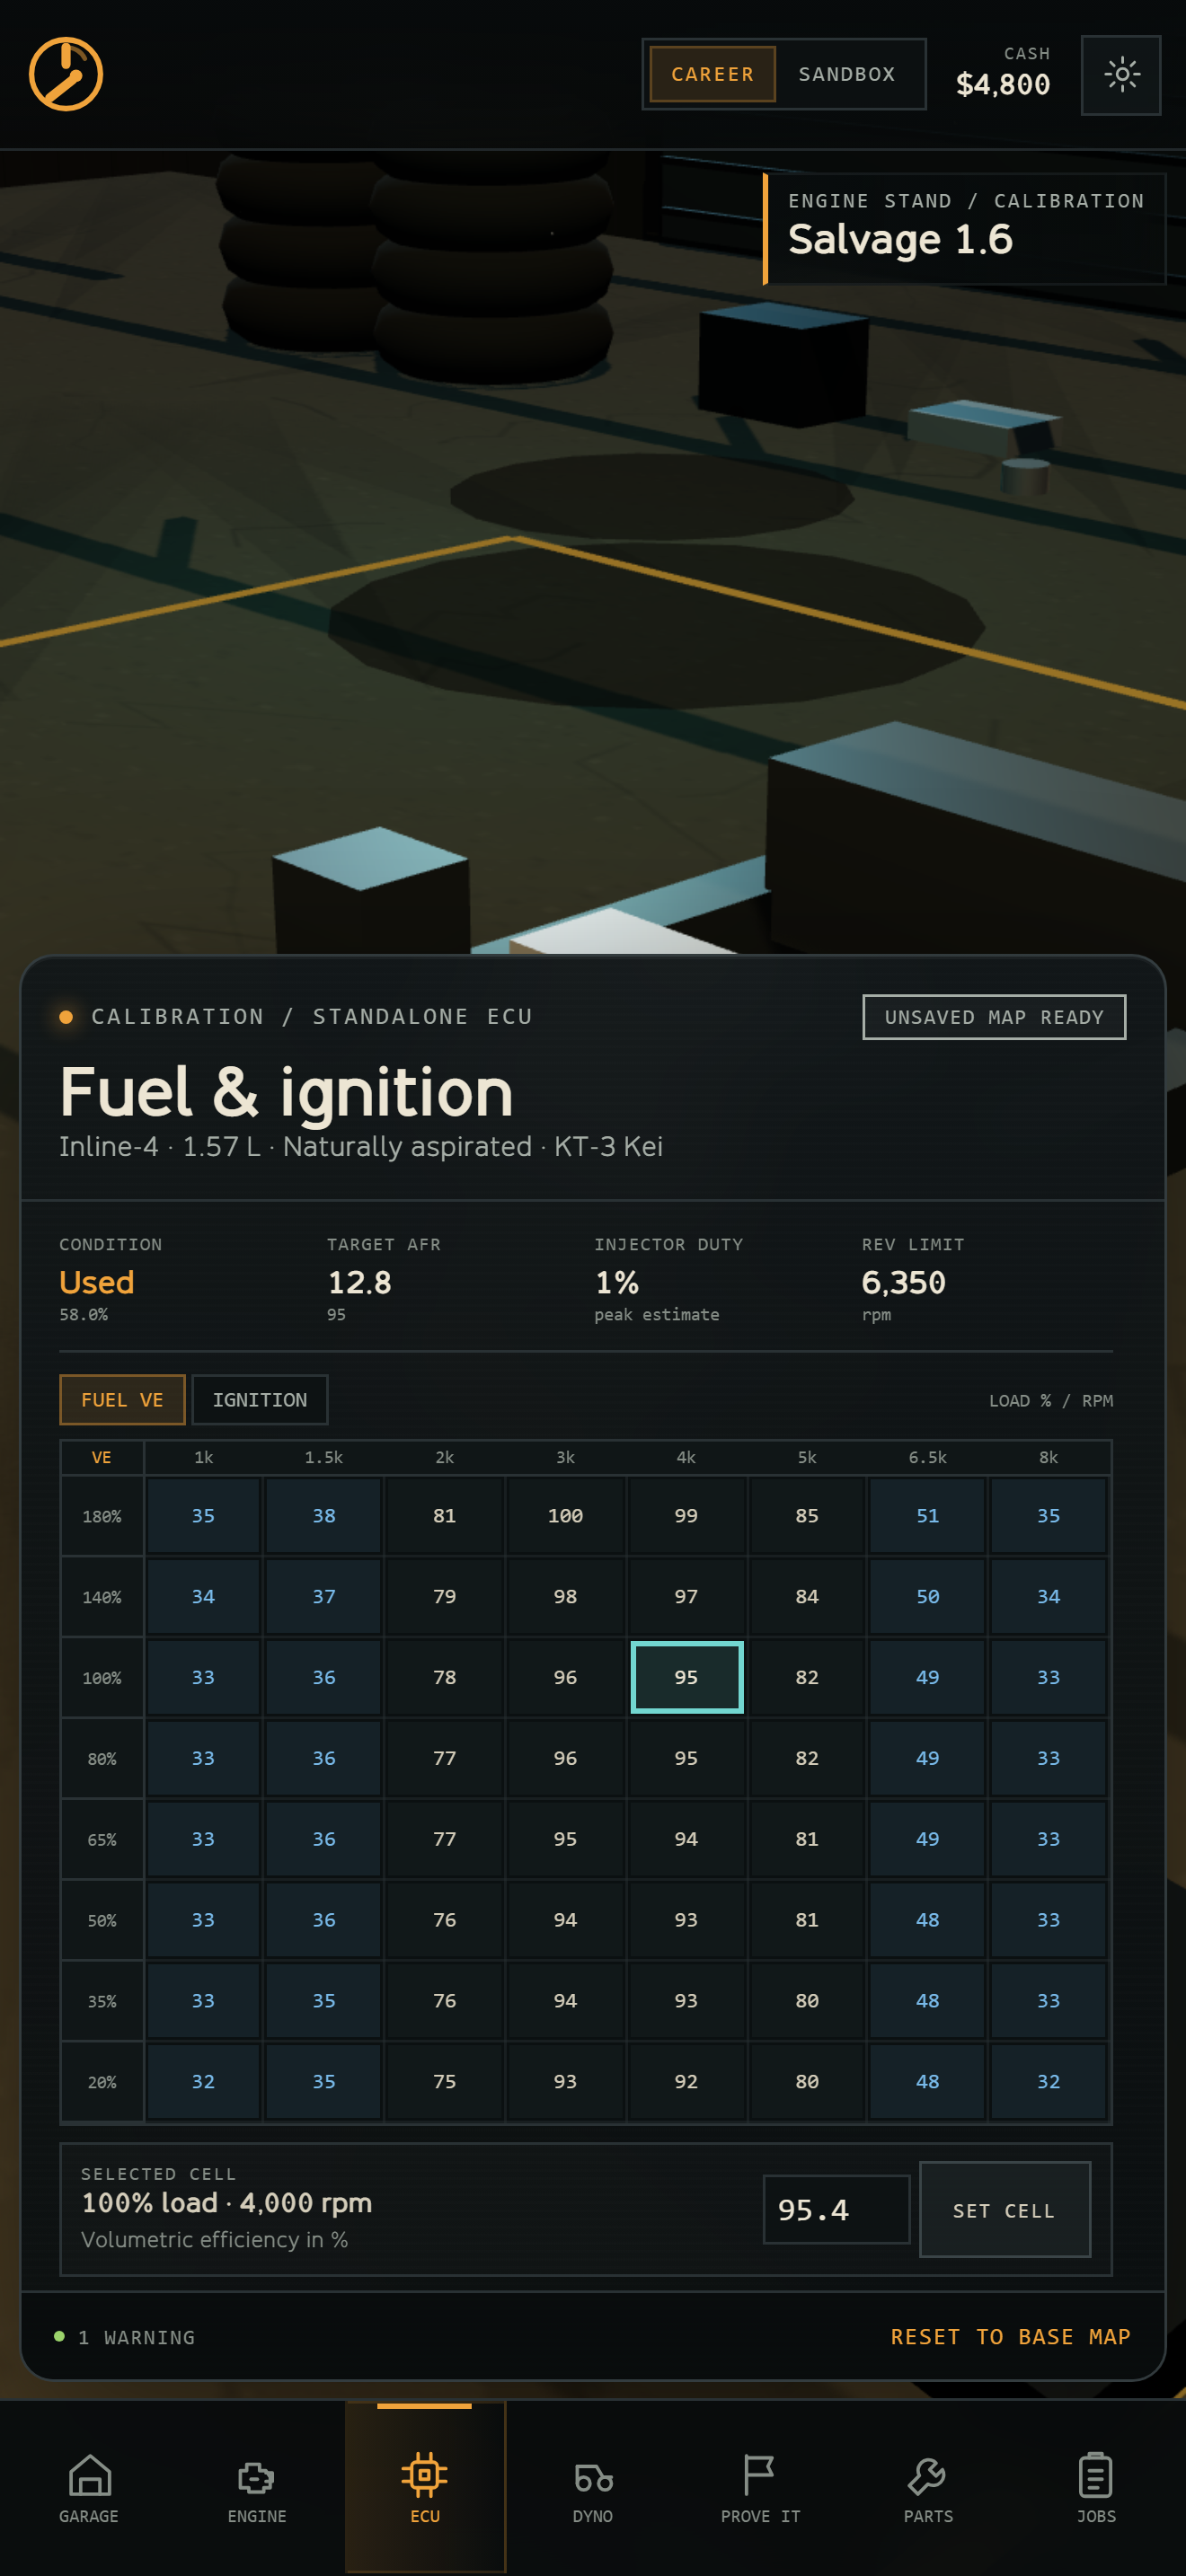 CAREER SANDBOX CASH
$4,800
ENGINE STAND / CALIBRATION
Salvage 1.6
CALIBRATION / STANDALONE ECU UNSAVED MAP READY
Fuel & ignition
Inline-4 · 1.57 L · Naturally aspirated · KT-3 Kei
CONDITION TARGET AFR INJECTOR DUTY REV LIMIT
Used 12.8 1% 6,350
58.0% 95 peak estimate rpm
FUEL VE IGNITION LOAD % / RPM
VE 1k 1.5k 2k 3k 4k 5k 6.5k 8k
180% 35 38 81 100 99 85 51 35
140% 34 37 79 98 97 84 50 34
100% 33 36 78 96 95 82 49 33
80% 33 36 77 96 95 82 49 33
65% 33 36 77 95 94 81 49 33
50% 33 36 76 94 93 81 48 33
35% 33 35 76 94 93 80 48 33
20% 32 35 75 93 92 80 48 32
SELECTED CELL
100% load · 4,000 rpm 95.4 SET CELL
Volumetric efficiency in %
1 WARNING RESET TO BASE MAP
GARAGE ENGINE ECU DYNO PROVE IT PARTS JOBS